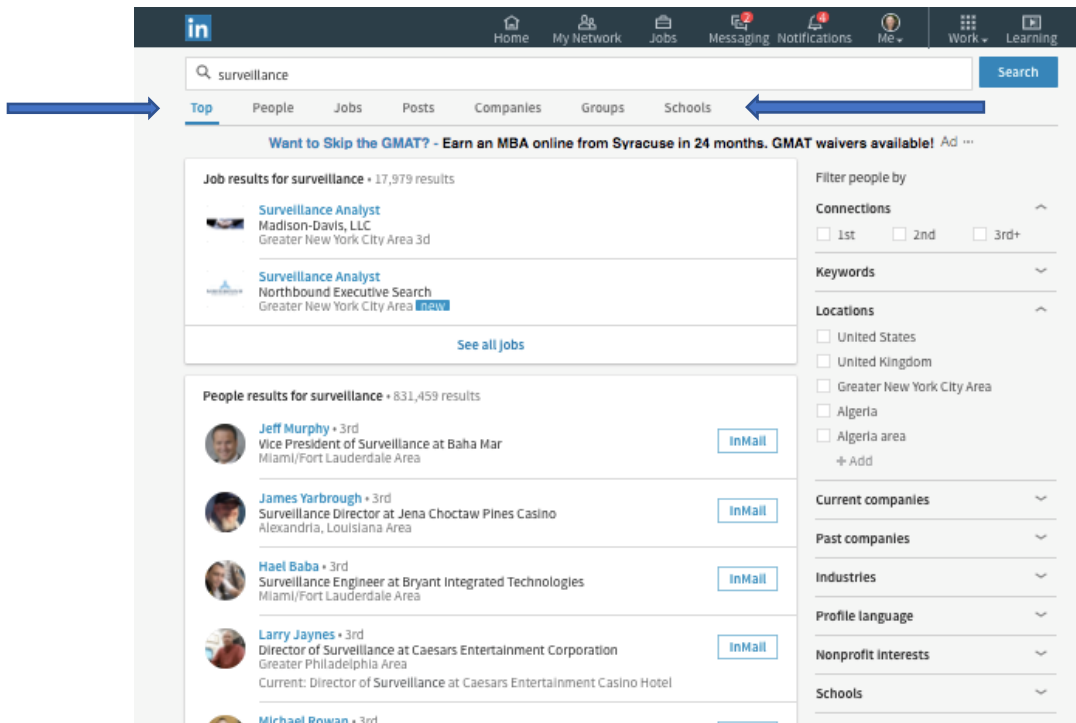 in
2
4
Home My Network Jobs Messaging Notifications Me Work Learning
surveillance
Search
Top People Jobs Posts Companies Groups Schools
Want to Skip the GMAT? - Earn an MBA online from Syracuse in 24 months. GMAT waivers available! Ad ···
Job results for surveillance • 17,979 results
Surveillance Analyst
Madison-Davis, LLC
Greater New York City Area 3d
Surveillance Analyst
Northbound Executive Search
Greater New York City Area new
See all jobs
People results for surveillance • 831,459 results
Jeff Murphy • 3rd
Vice President of Surveillance at Baha Mar
Miami/Fort Lauderdale Area
InMail
James Yarbrough • 3rd
Surveillance Director at Jena Choctaw Pines Casino
Alexandria, Louisiana Area
InMail
Hael Baba • 3rd
Surveillance Engineer at Bryant Integrated Technologies
Miami/Fort Lauderdale Area
InMail
Larry Jaynes • 3rd
Director of Surveillance at Caesars Entertainment Corporation
Greater Philadelphia Area
Current: Director of Surveillance at Caesars Entertainment Casino Hotel
InMail
Michael Rowan • 3rd
Filter people by
Connections
1st 2nd 3rd+
Keywords
Locations
United States
United Kingdom
Greater New York City Area
Algeria
Algeria area
+ Add
Current companies
Past companies
Industries
Profile language
Nonprofit interests
Schools